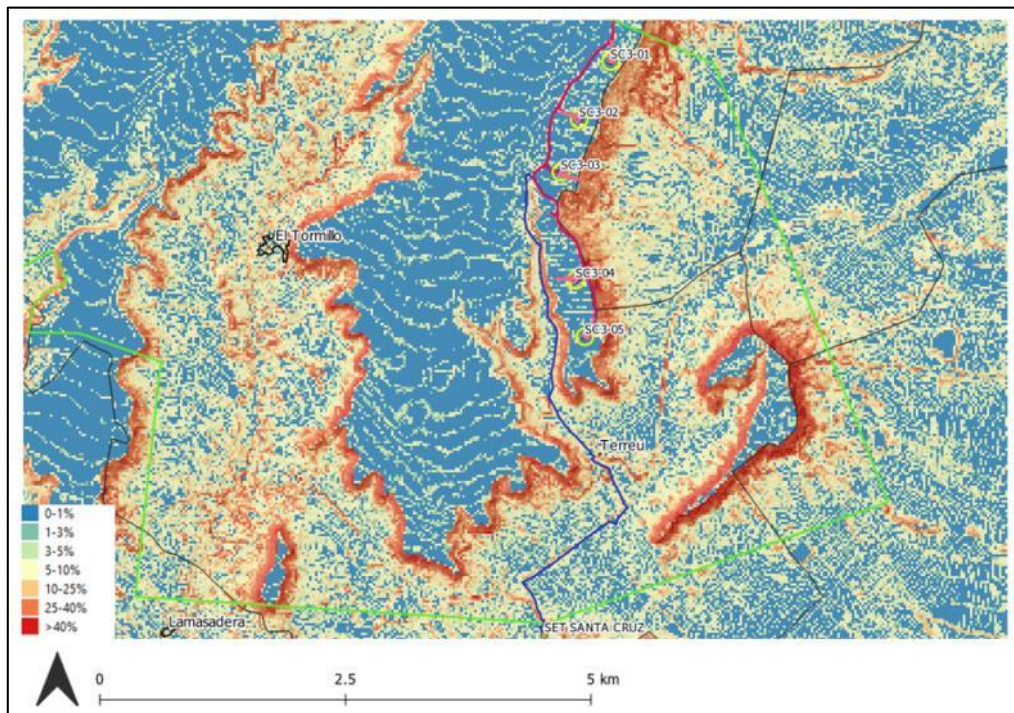 SC3-01
SC3-02
SC3-03
El Tormillo
SC3-04
SC3-05
Terreu
0-1%
1-3%
3-5%
5-10%
10-25%
25-40%
>40%
Lamasadera
SET SANTA CRUZ
0 2.5 5 km